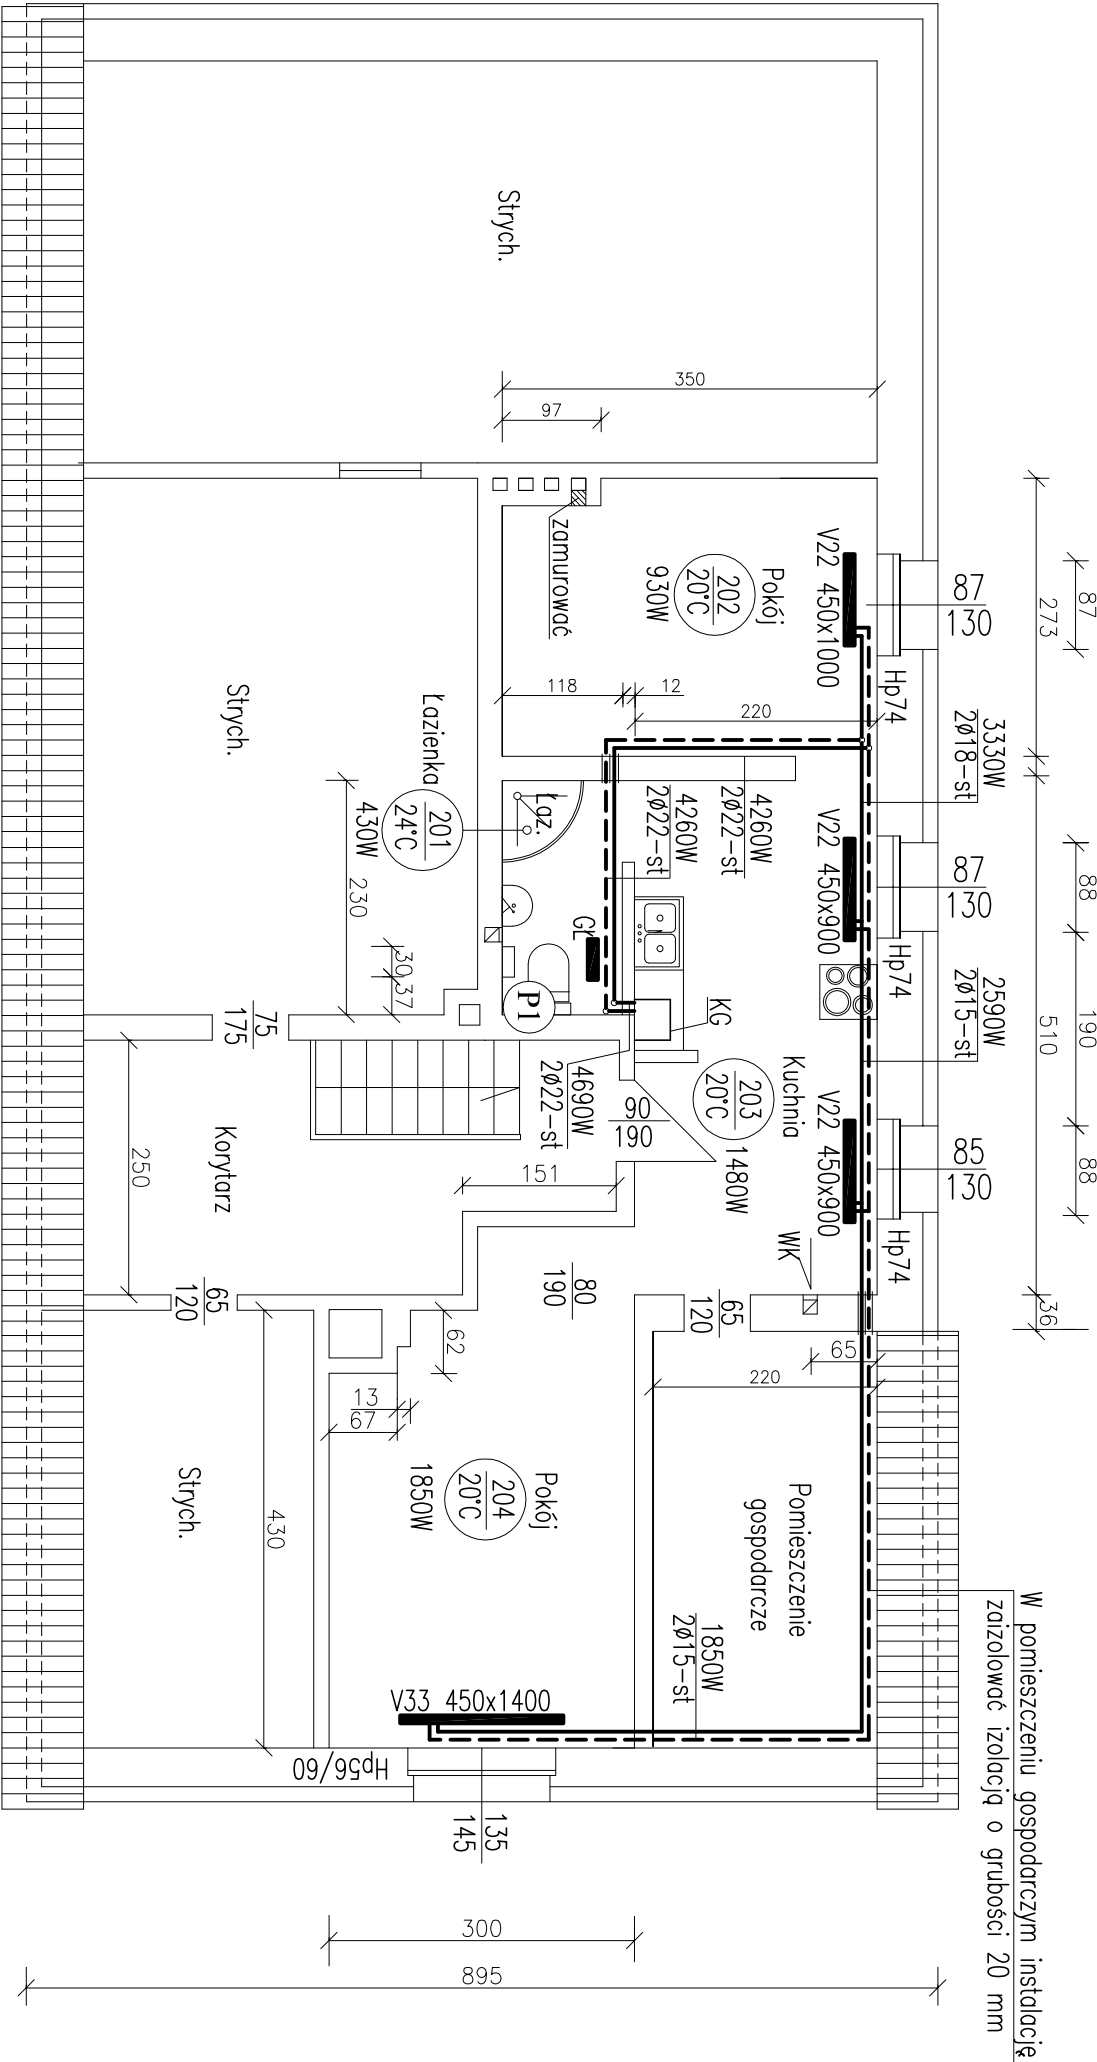 W pomieszczeniu gospodarczym instalację
zaizolować izolacją o grubości 20 mm
87
273
88
190
510
88
36
87
130
Hp74
3330W
2ø18-st
87
130
Hp74
2590W
2ø15-st
85
130
Hp74
Strych.
350
97
zamurować
V22 450x1000
Pokój
202
20°C
930W
118
12
220
V22 450x900
4260W
2ø22-st
4260W
2ø22-st
V22 450x900
Kuchnia
203
20°C
1480W
KG
WK
GŁ
P1
Łaz.
Łazienka
201
24°C
430W
230
30
37
Strych.
4690W
2ø22-st
90
190
151
75
175
Korytarz
250
65
120
80
190
65
120
65
220
Pomieszczenie
gospodarcze
1850W
2ø15-st
62
13
67
Pokój
204
20°C
1850W
430
Strych.
V33 450x1400
Hp56/60
135
145
300
895